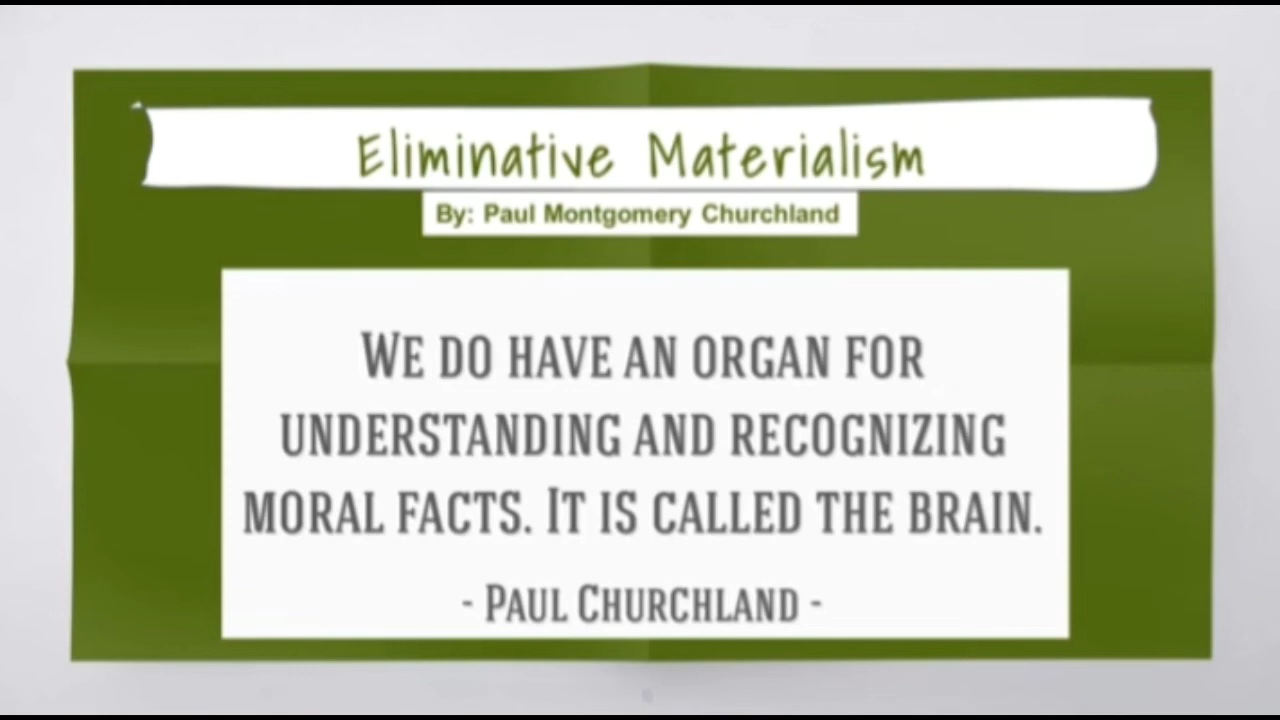 Eliminative Materialism
By: Paul Montgomery Churchland
We do have an organ for
understanding and recognizing
moral facts. It is called the brain.
- Paul Churchland -